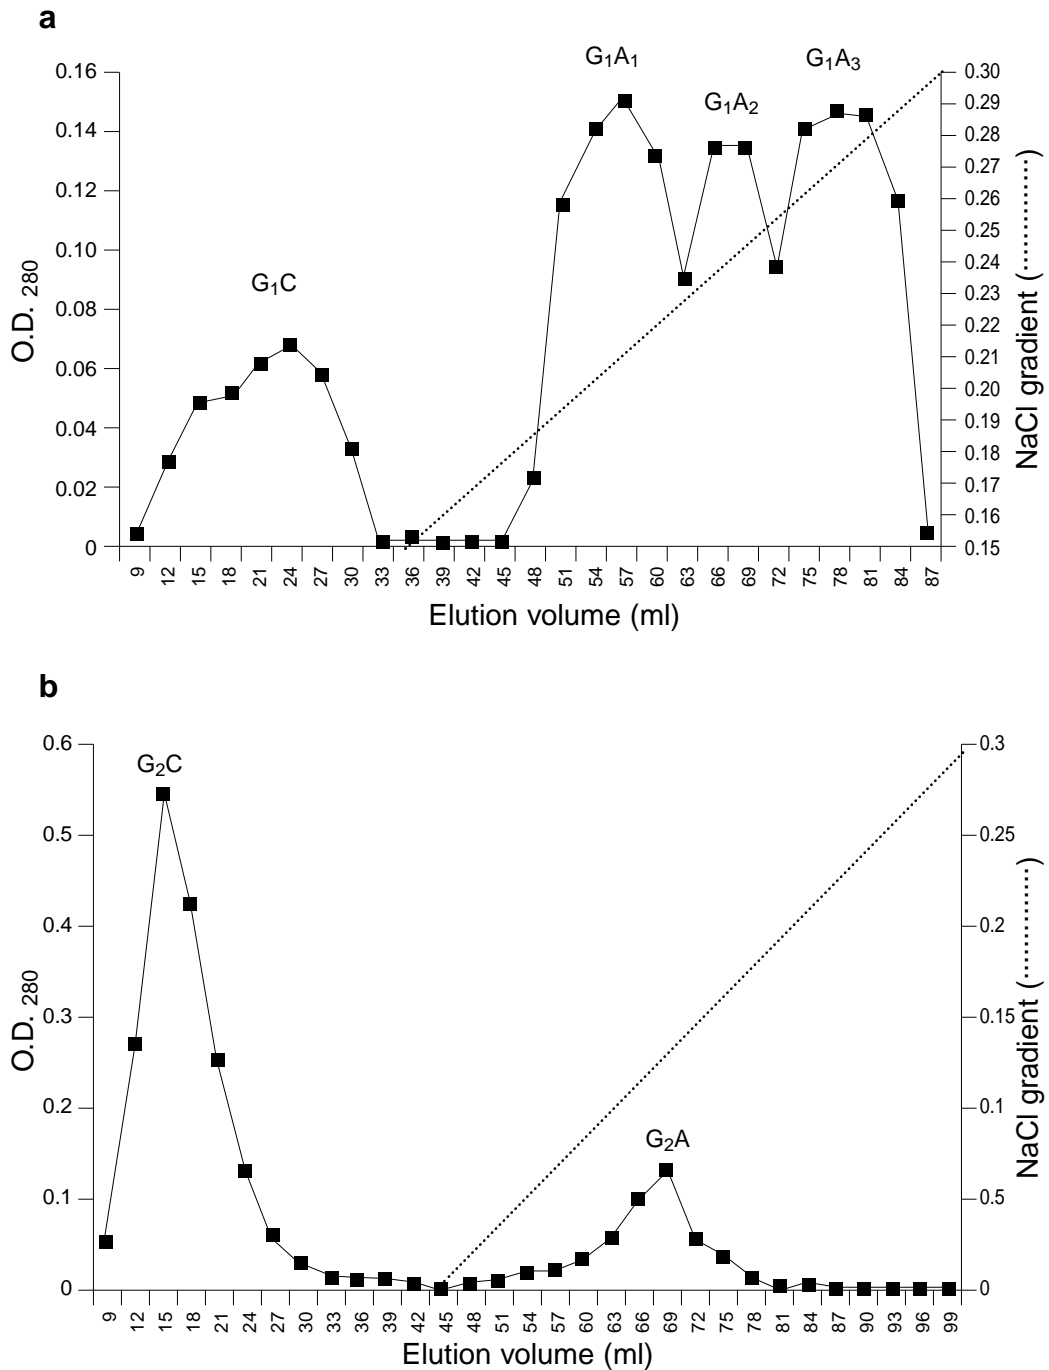 a
G₁A₁
G₁A₂
G₁A₃
G₁C
0.16
0.14
0.12
0.10
0.08
0.06
0.04
0.02
0
O.D. 280
0.30
0.29
0.28
0.27
0.26
0.25
0.24
0.23
0.22
0.21
0.20
0.19
0.18
0.17
0.16
0.15
NaCl gradient (............)
9 12 15 18 21 24 27 30 33 36 39 42 45 48 51 54 57 60 63 66 69 72 75 78 81 84 87
Elution volume (ml)
b
G₂C
G₂A
0.6
0.5
0.4
0.3
0.2
0.1
0
O.D. 280
0.3
0.25
0.2
0.15
0.1
0.5
0
NaCl gradient (............)
9 12 15 18 21 24 27 30 33 36 39 42 45 48 51 54 57 60 63 66 69 72 75 78 81 84 87 90 93 96 99
Elution volume (ml)